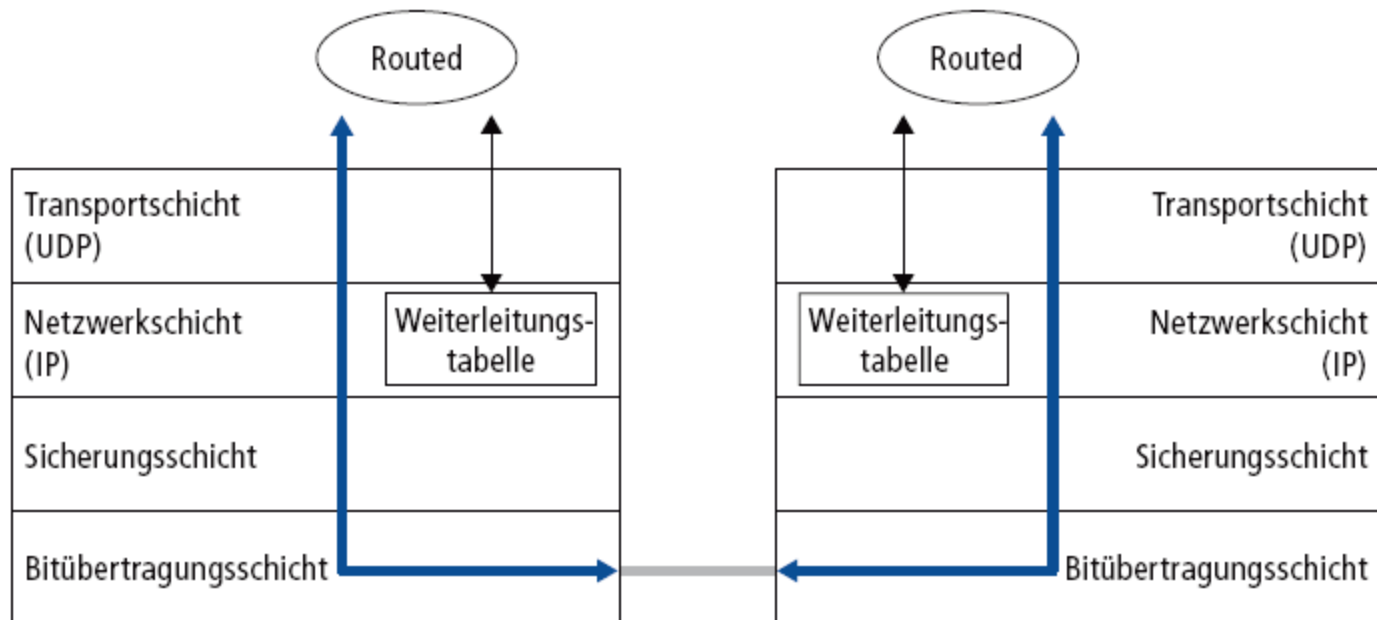 Routed
Routed
Transportschicht
(UDP)
Transportschicht
(UDP)
Netzwerkschicht
(IP)
Weiterleitungs-
tabelle
Weiterleitungs-
tabelle
Netzwerkschicht
(IP)
Sicherungsschicht
Sicherungsschicht
Bitübertragungsschicht
Bitübertragungsschicht